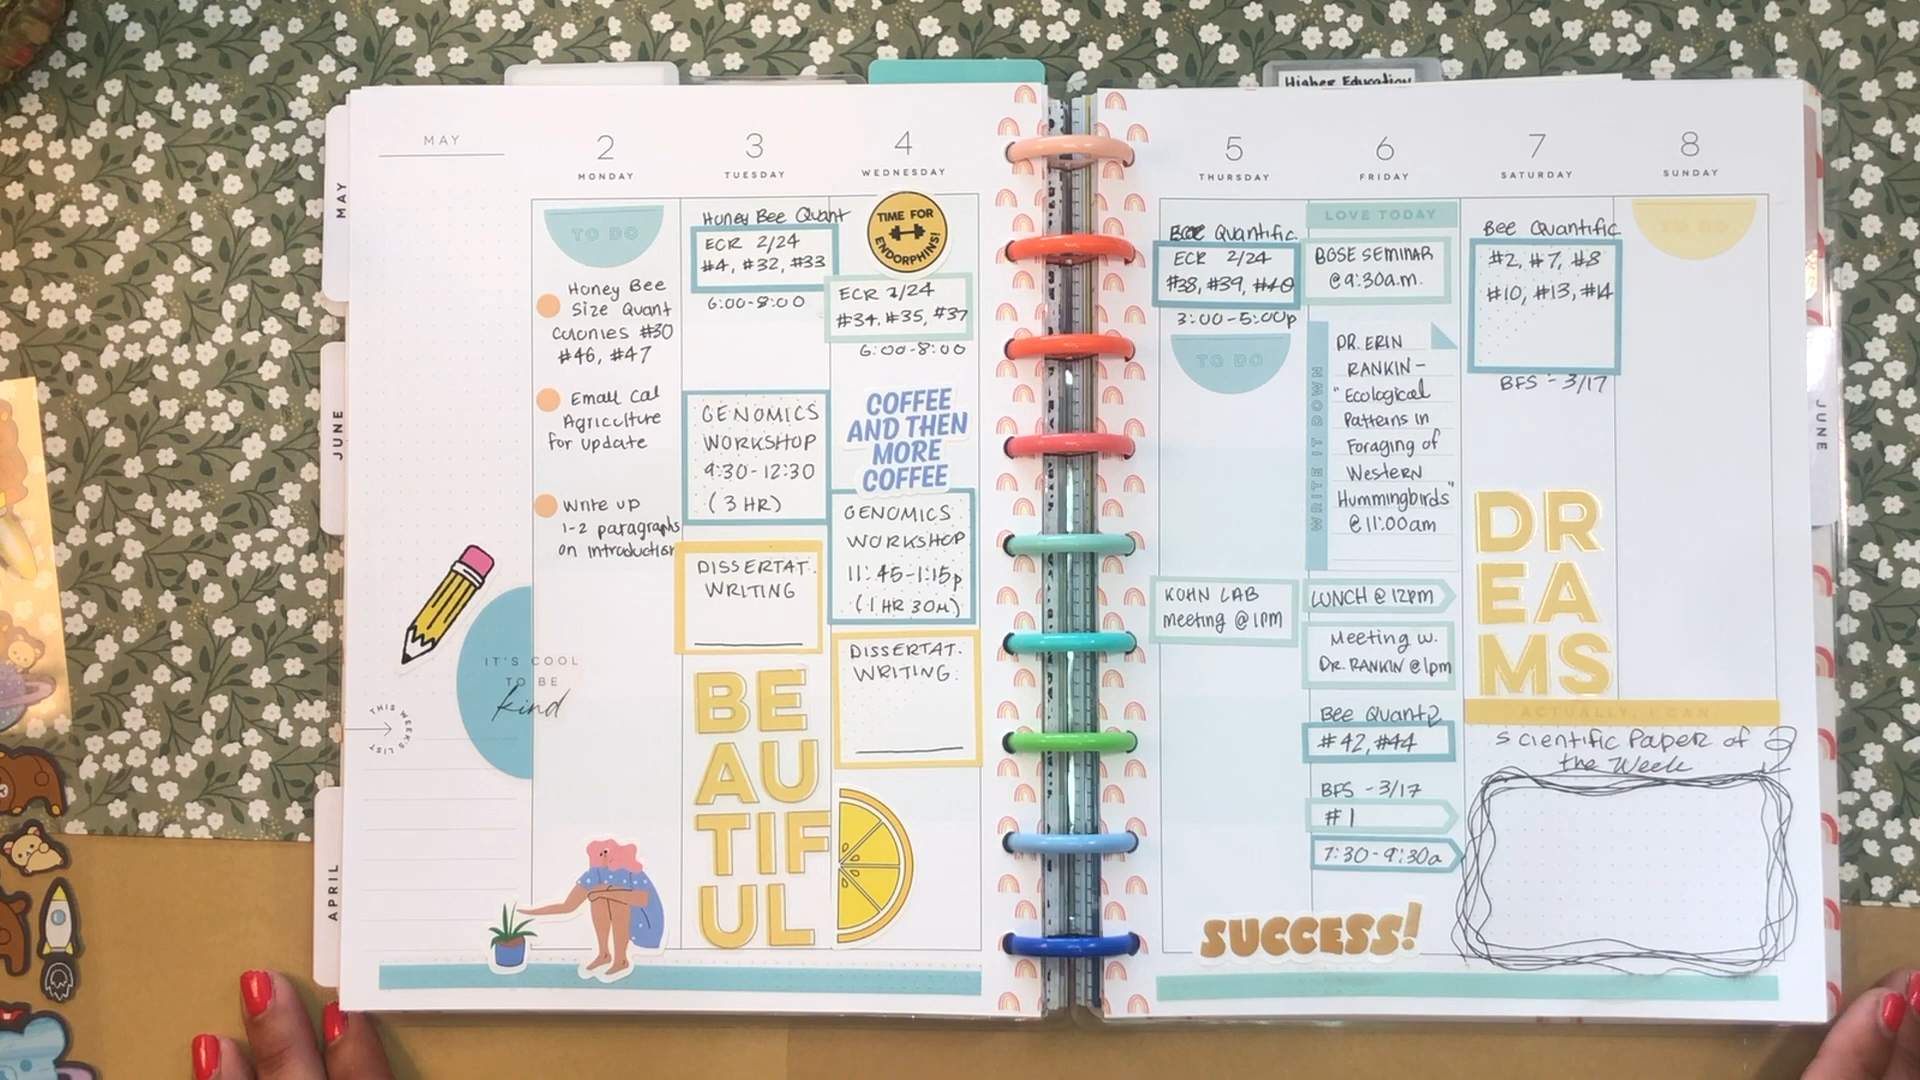 Higher Education
MAY
2
MONDAY
3
TUESDAY
4
WEDNESDAY
MAY
JUNE
APRIL
IT'S COOL
TO BE
kind
THIS WEEK'S LIST
TO DO
Honey Bee
Size Quant
Colonies #30
#46, #47
Email Cal
Agriculture
for update
Write up
1-2 paragraphs
on introduction
Honey Bee Quant
ECR 2/24
#4, #32, #33
6:00-8:00
GENOMICS
WORKSHOP
9:30-12:30
(3 HR)
DISSERTAT.
WRITING
BE
AU
TIF
UL
TIME FOR
ENDORPHINS!
ECR 2/24
#34, #35, #37
6:00-8:00
COFFEE
AND THEN
MORE
COFFEE
GENOMICS
WORKSHOP
11:45-1:15p
(1 HR 30M)
DISSERTAT.
WRITING
5
THURSDAY
6
FRIDAY
7
SATURDAY
8
SUNDAY
Bee Quantific.
ECR 2/24
#38, #39, #40
3:00-5:00p
TO DO
KOHN LAB
meeting @ 1pm
SUCCESS!
LOVE TODAY
BGSE SEMINAR
@ 9:30a.m.
WRITE IT DOWN
DR. ERIN
RANKIN-
"Ecological
Patterns in
Foraging of
Western
Hummingbirds"
@ 11:00am
LUNCH @ 12pm
Meeting w.
Dr. RANKIN @ 1pm
Bee Quant
#42, #44
BFS - 3/17
#1
7:30-9:30a
Bee Quantific
#2, #7, #8
#10, #13, #14
BFS - 3/17
DR
EA
MS
ACTUALLY, I CAN
Scientific Paper of
the Week
TO DO
JUNE